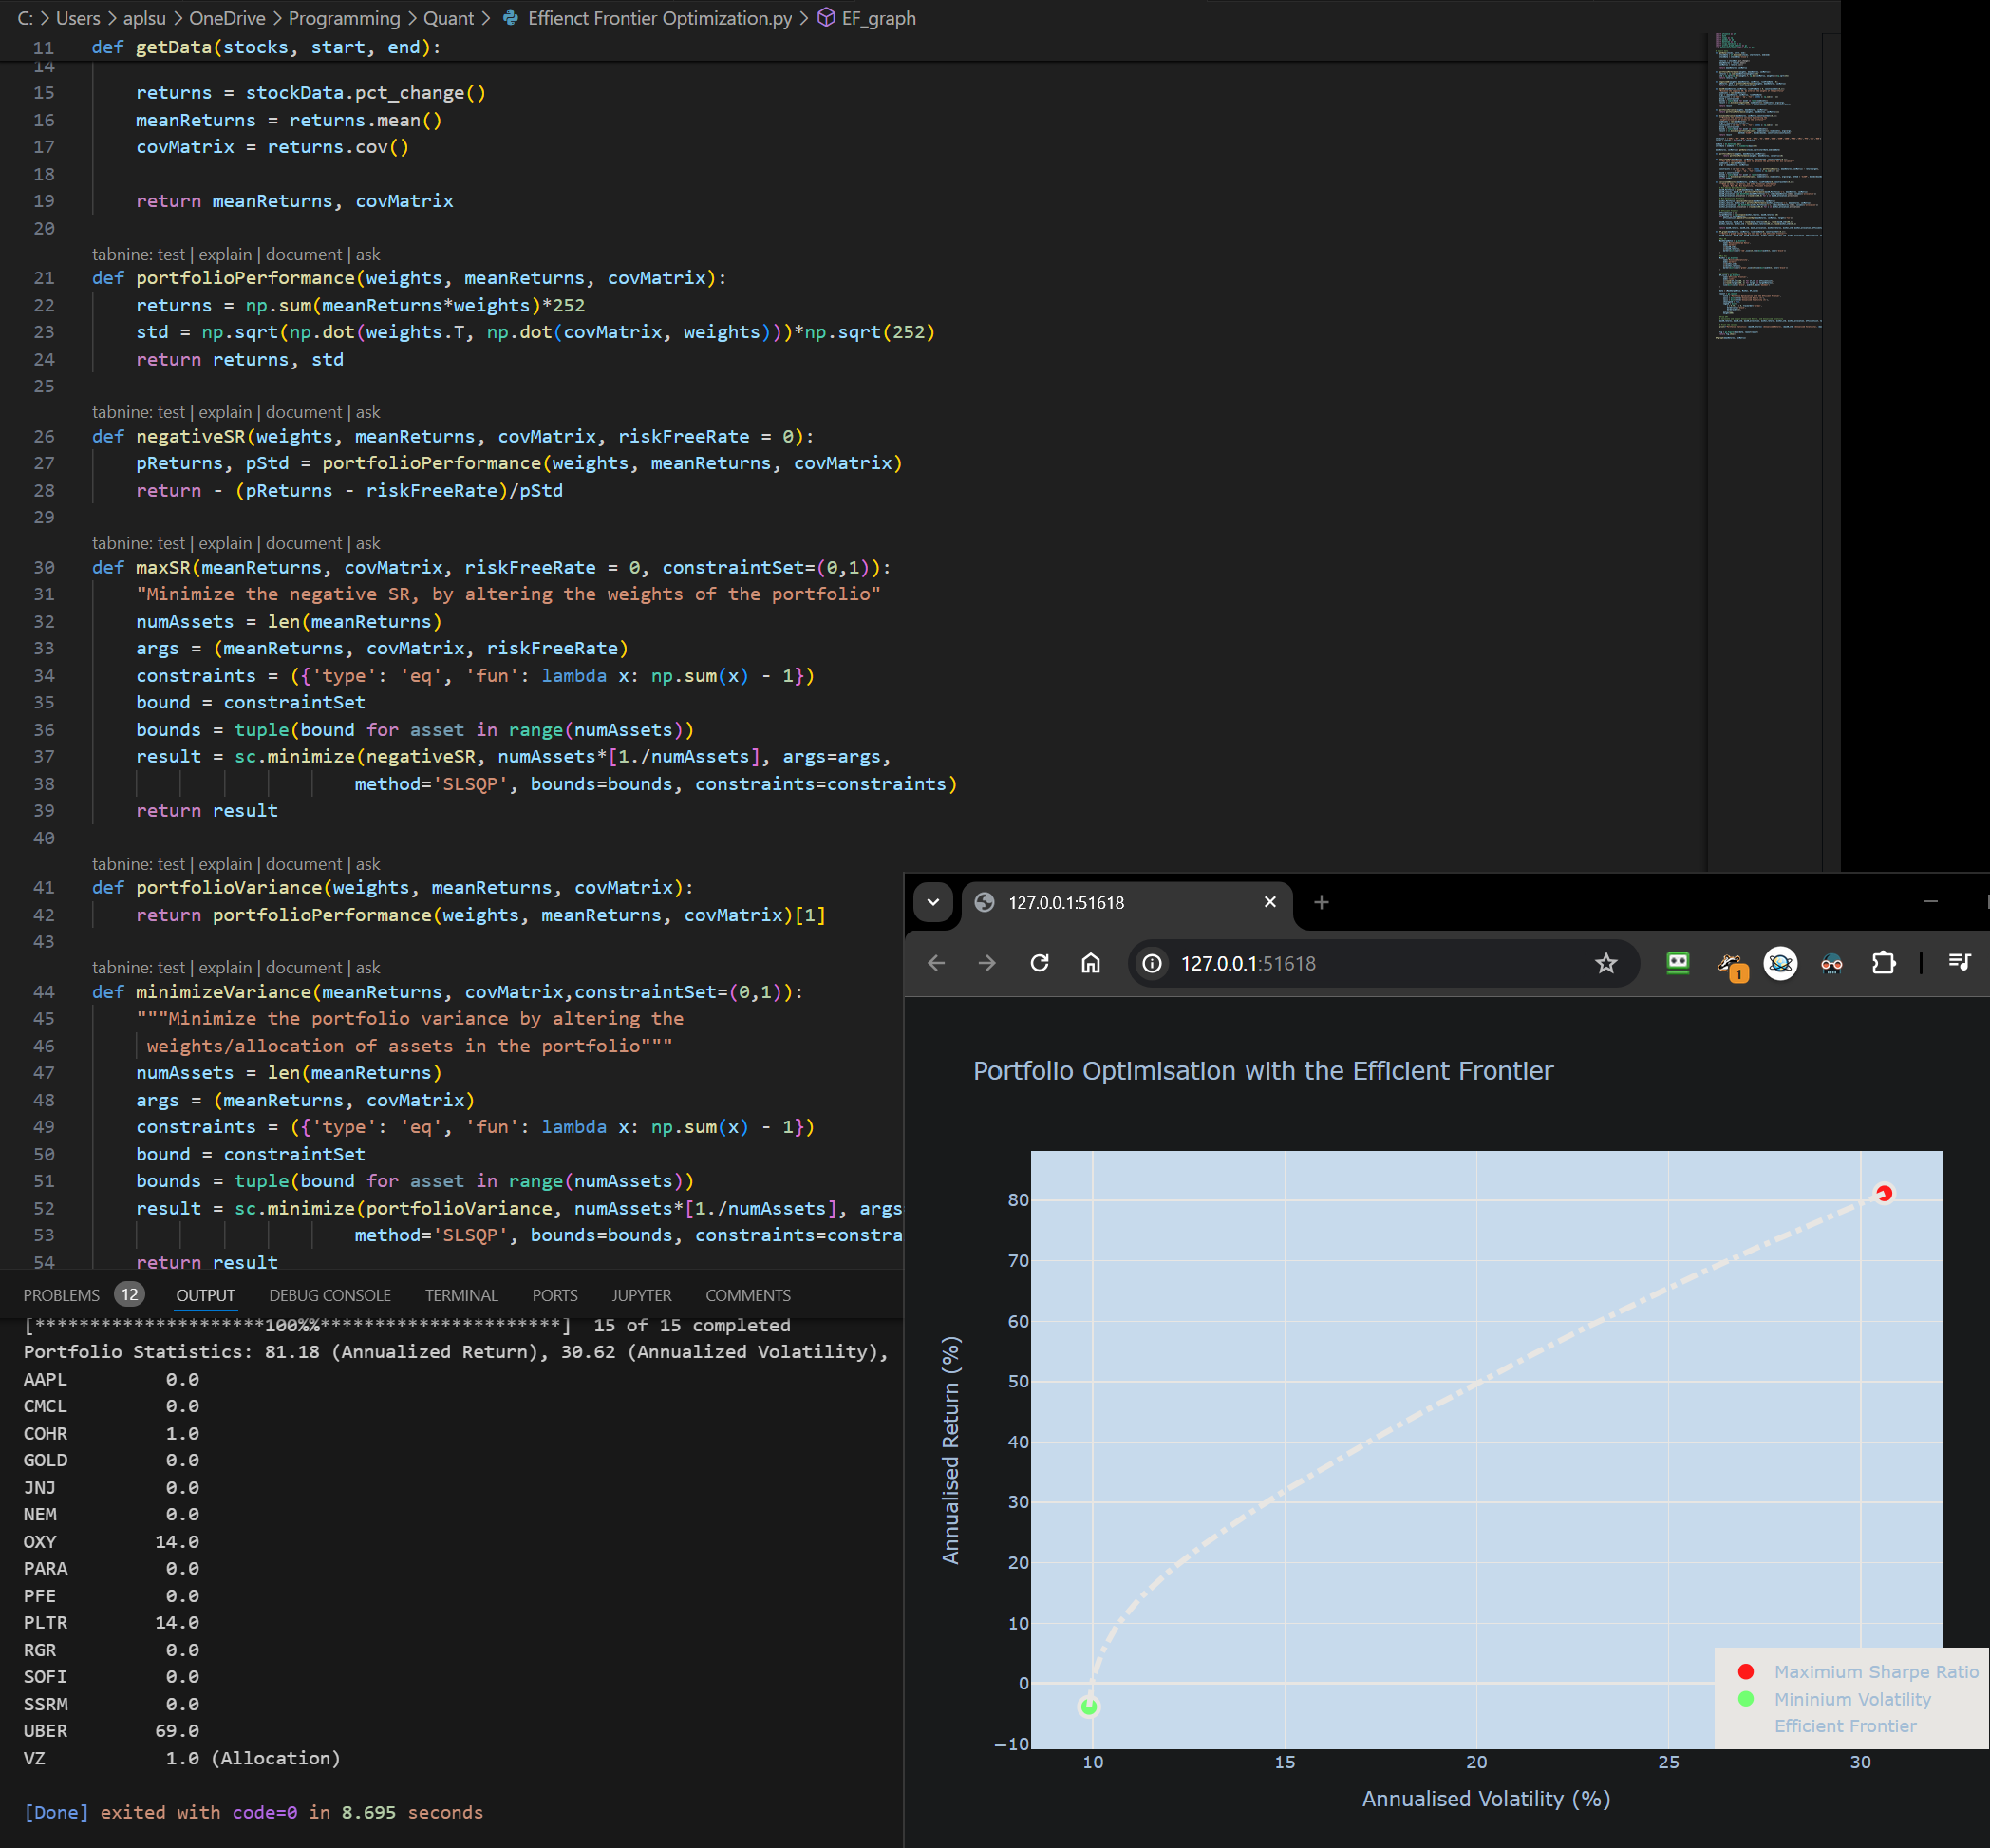 C: > Users > aplsu > OneDrive > Programming > Quant > Effienct Frontier Optimization.py > EF_graph
11 def getData(stocks, start, end):
14
15 returns = stockData.pct_change()
16 meanReturns = returns.mean()
17 covMatrix = returns.cov()
18
19 return meanReturns, covMatrix
20
tabnine: test | explain | document | ask
21 def portfolioPerformance(weights, meanReturns, covMatrix):
22 returns = np.sum(meanReturns*weights)*252
23 std = np.sqrt(np.dot(weights.T, np.dot(covMatrix, weights)))*np.sqrt(252)
24 return returns, std
25
tabnine: test | explain | document | ask
26 def negativeSR(weights, meanReturns, covMatrix, riskFreeRate = 0):
27 pReturns, pStd = portfolioPerformance(weights, meanReturns, covMatrix)
28 return - (pReturns - riskFreeRate)/pStd
29
tabnine: test | explain | document | ask
30 def maxSR(meanReturns, covMatrix, riskFreeRate = 0, constraintSet=(0,1)):
31 "Minimize the negative SR, by altering the weights of the portfolio"
32 numAssets = len(meanReturns)
33 args = (meanReturns, covMatrix, riskFreeRate)
34 constraints = ({'type': 'eq', 'fun': lambda x: np.sum(x) - 1})
35 bound = constraintSet
36 bounds = tuple(bound for asset in range(numAssets))
37 result = sc.minimize(negativeSR, numAssets*[1./numAssets], args=args,
38 method='SLSQP', bounds=bounds, constraints=constraints)
39 return result
40
tabnine: test | explain | document | ask
41 def portfolioVariance(weights, meanReturns, covMatrix):
42 return portfolioPerformance(weights, meanReturns, covMatrix)[1]
43
tabnine: test | explain | document | ask
44 def minimizeVariance(meanReturns, covMatrix,constraintSet=(0,1)):
45 """Minimize the portfolio variance by altering the
46 weights/allocation of assets in the portfolio"""
47 numAssets = len(meanReturns)
48 args = (meanReturns, covMatrix)
49 constraints = ({'type': 'eq', 'fun': lambda x: np.sum(x) - 1})
50 bound = constraintSet
51 bounds = tuple(bound for asset in range(numAssets))
52 result = sc.minimize(portfolioVariance, numAssets*[1./numAssets], args
53 method='SLSQP', bounds=bounds, constraints=constra
54 return result
PROBLEMS 12 OUTPUT DEBUG CONSOLE TERMINAL PORTS JUPYTER COMMENTS
[**********************100%%**********************] 15 of 15 completed
Portfolio Statistics: 81.18 (Annualized Return), 30.62 (Annualized Volatility),
AAPL 0.0
CMCL 0.0
COHR 1.0
GOLD 0.0
JNJ 0.0
NEM 0.0
OXY 14.0
PARA 0.0
PFE 0.0
PLTR 14.0
RGR 0.0
SOFI 0.0
SSRM 0.0
UBER 69.0
VZ 1.0 (Allocation)
[Done] exited with code=0 in 8.695 seconds
127.0.0.1:51618
127.0.0.1:51618
1
Portfolio Optimisation with the Efficient Frontier
Annualised Return (%)
80
70
60
50
40
30
20
10
0
−10
10 15 20 25 30
Annualised Volatility (%)
Maximium Sharpe Ratio
Mininium Volatility
Efficient Frontier